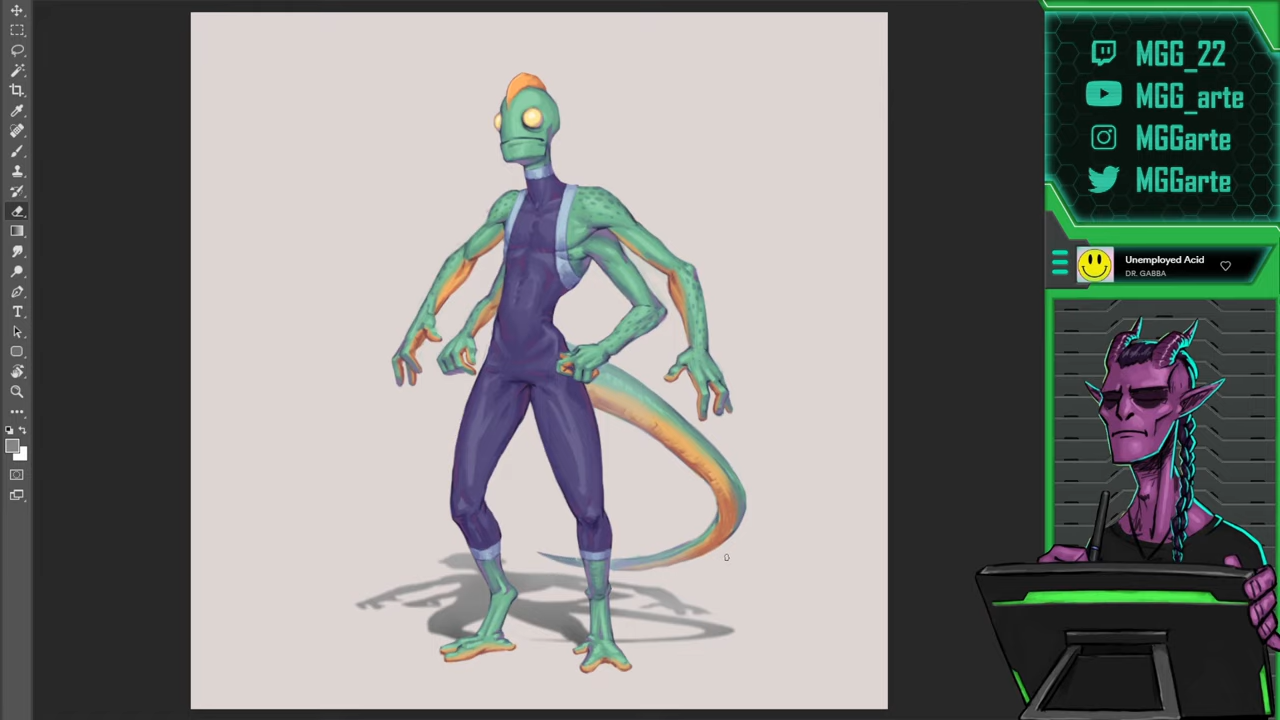 MGG_22
MGG_arte
MGGarte
MGGarte
Unemployed Acid
DR. GABBA